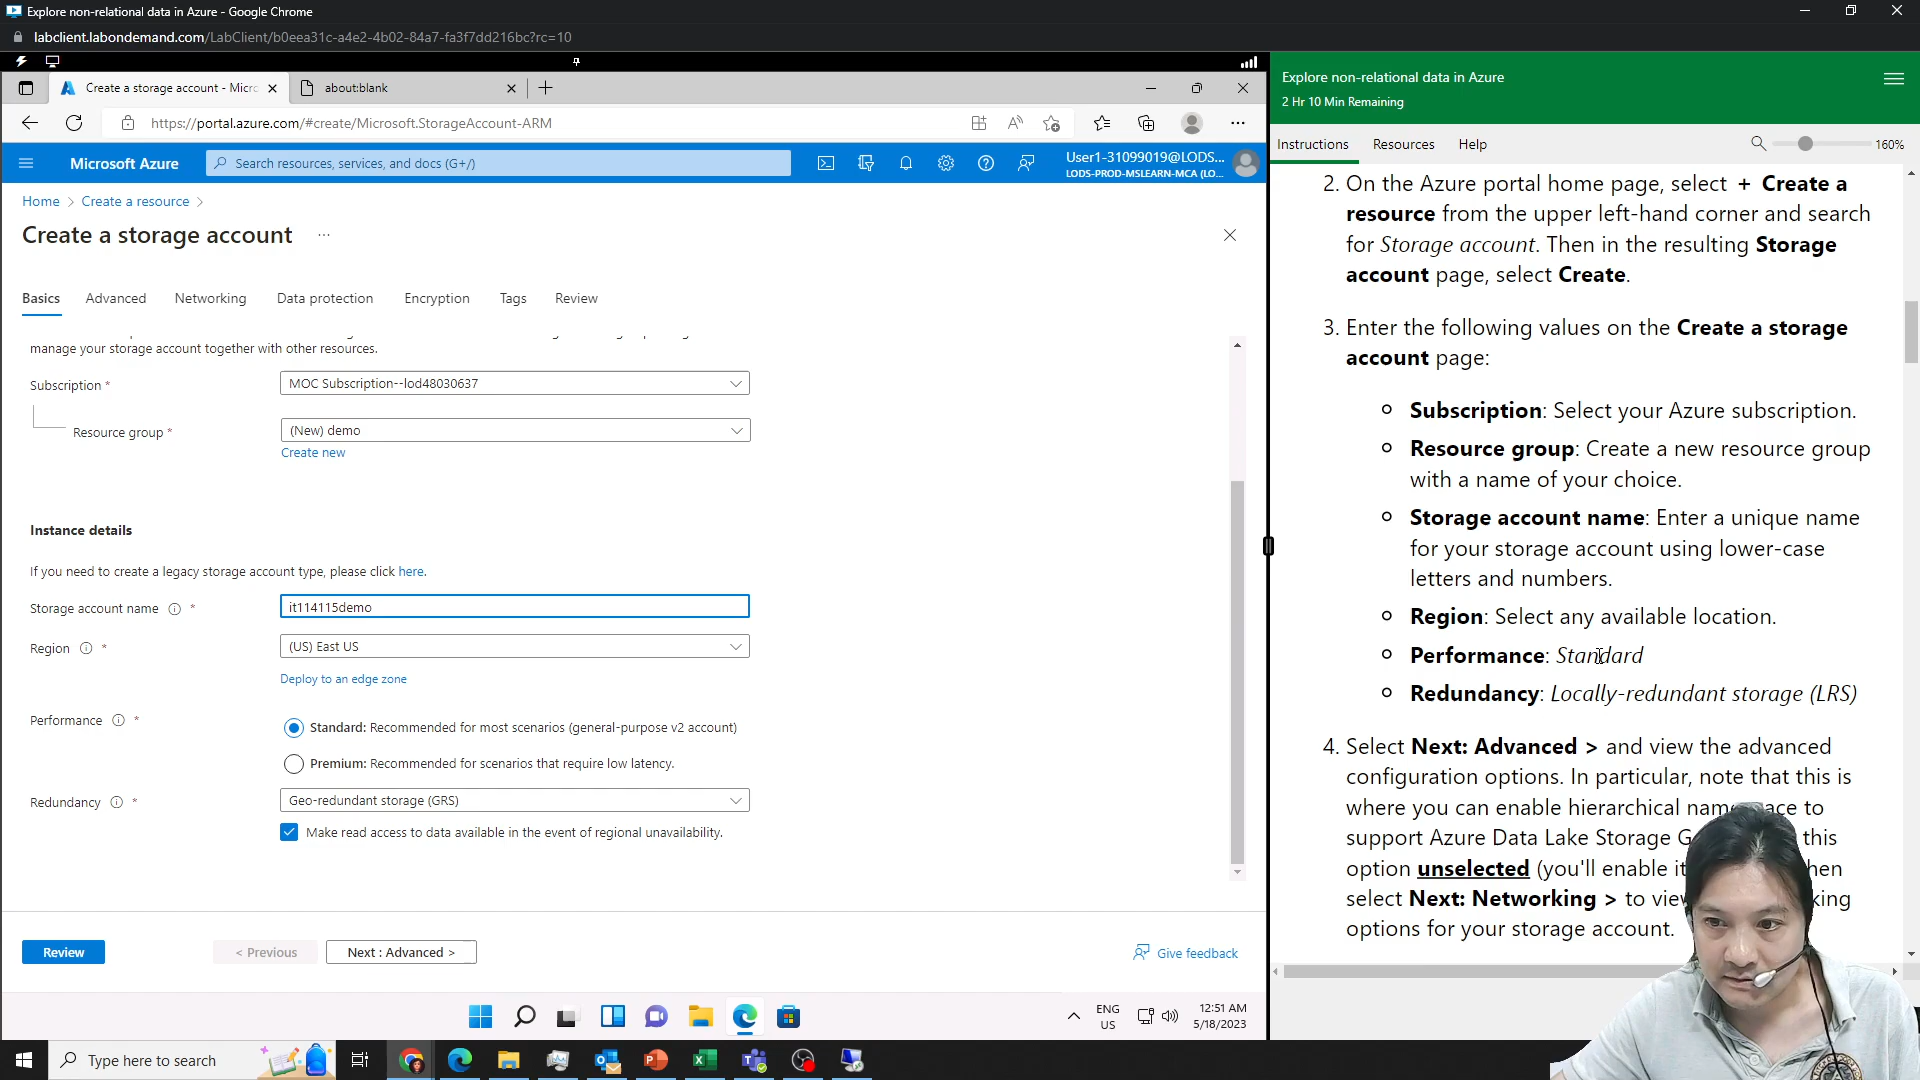 Explore non-relational data in Azure - Google Chrome
labclient.labondemand.com/LabClient/b0eea31c-a4e2-4b02-84a7-fa3f7dd216bc?rc=10
Create a storage account - Micr
about:blank
https://portal.azure.com/#create/Microsoft.StorageAccount-ARM
Microsoft Azure
Search resources, services, and docs (G+/)
User1-31099019@LODS...
LODS-PROD-MSLEARN-MCA (LO...
Home > Create a resource >
Create a storage account ...
Basics Advanced Networking Data protection Encryption Tags Review
manage your storage account together with other resources.
Subscription *
MOC Subscription--lod48030637
Resource group *
(New) demo
Create new
Instance details
If you need to create a legacy storage account type, please click here.
Storage account name *
it114115demo
Region *
(US) East US
Deploy to an edge zone
Performance *
Standard: Recommended for most scenarios (general-purpose v2 account)
Premium: Recommended for scenarios that require low latency.
Redundancy *
Geo-redundant storage (GRS)
Make read access to data available in the event of regional unavailability.
Review
< Previous
Next : Advanced >
Give feedback
ENG
US
12:51 AM
5/18/2023
Explore non-relational data in Azure
2 Hr 10 Min Remaining
Instructions Resources Help
160%
2. On the Azure portal home page, select + Create a
resource from the upper left-hand corner and search
for Storage account. Then in the resulting Storage
account page, select Create.
3. Enter the following values on the Create a storage
account page:
Subscription: Select your Azure subscription.
Resource group: Create a new resource group
with a name of your choice.
Storage account name: Enter a unique name
for your storage account using lower-case
letters and numbers.
Region: Select any available location.
Performance: Standard
Redundancy: Locally-redundant storage (LRS)
4. Select Next: Advanced > and view the advanced
configuration options. In particular, note that this is
where you can enable hierarchical to
support Azure Data Lake Storage this
option unselected (you'll enable
select Next: Networking > to
options for your storage account.
Type here to search